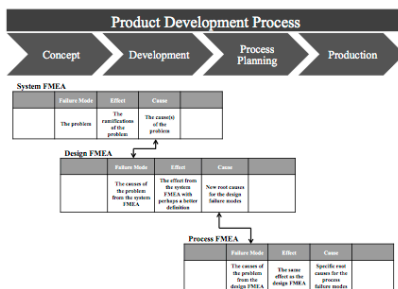 Product Development Process
Concept
Development
Process
Planning
Production
System FMEA
Failure Mode
Effect
Cause
The problem
The
ramifications
of the
problem
The cause(s)
of the
problem
Design FMEA
Failure Mode
Effect
Cause
The causes of
the problem
from the system
FMEA
The effect from
the system
FMEA with
perhaps a better
definition
New root causes
for the design
failure modes
Process FMEA
Failure Mode
Effect
Cause
The causes of
the problem
from the
design FMEA
The same
effect as the
design FMEA
Specific root
causes for the
process
failure modes